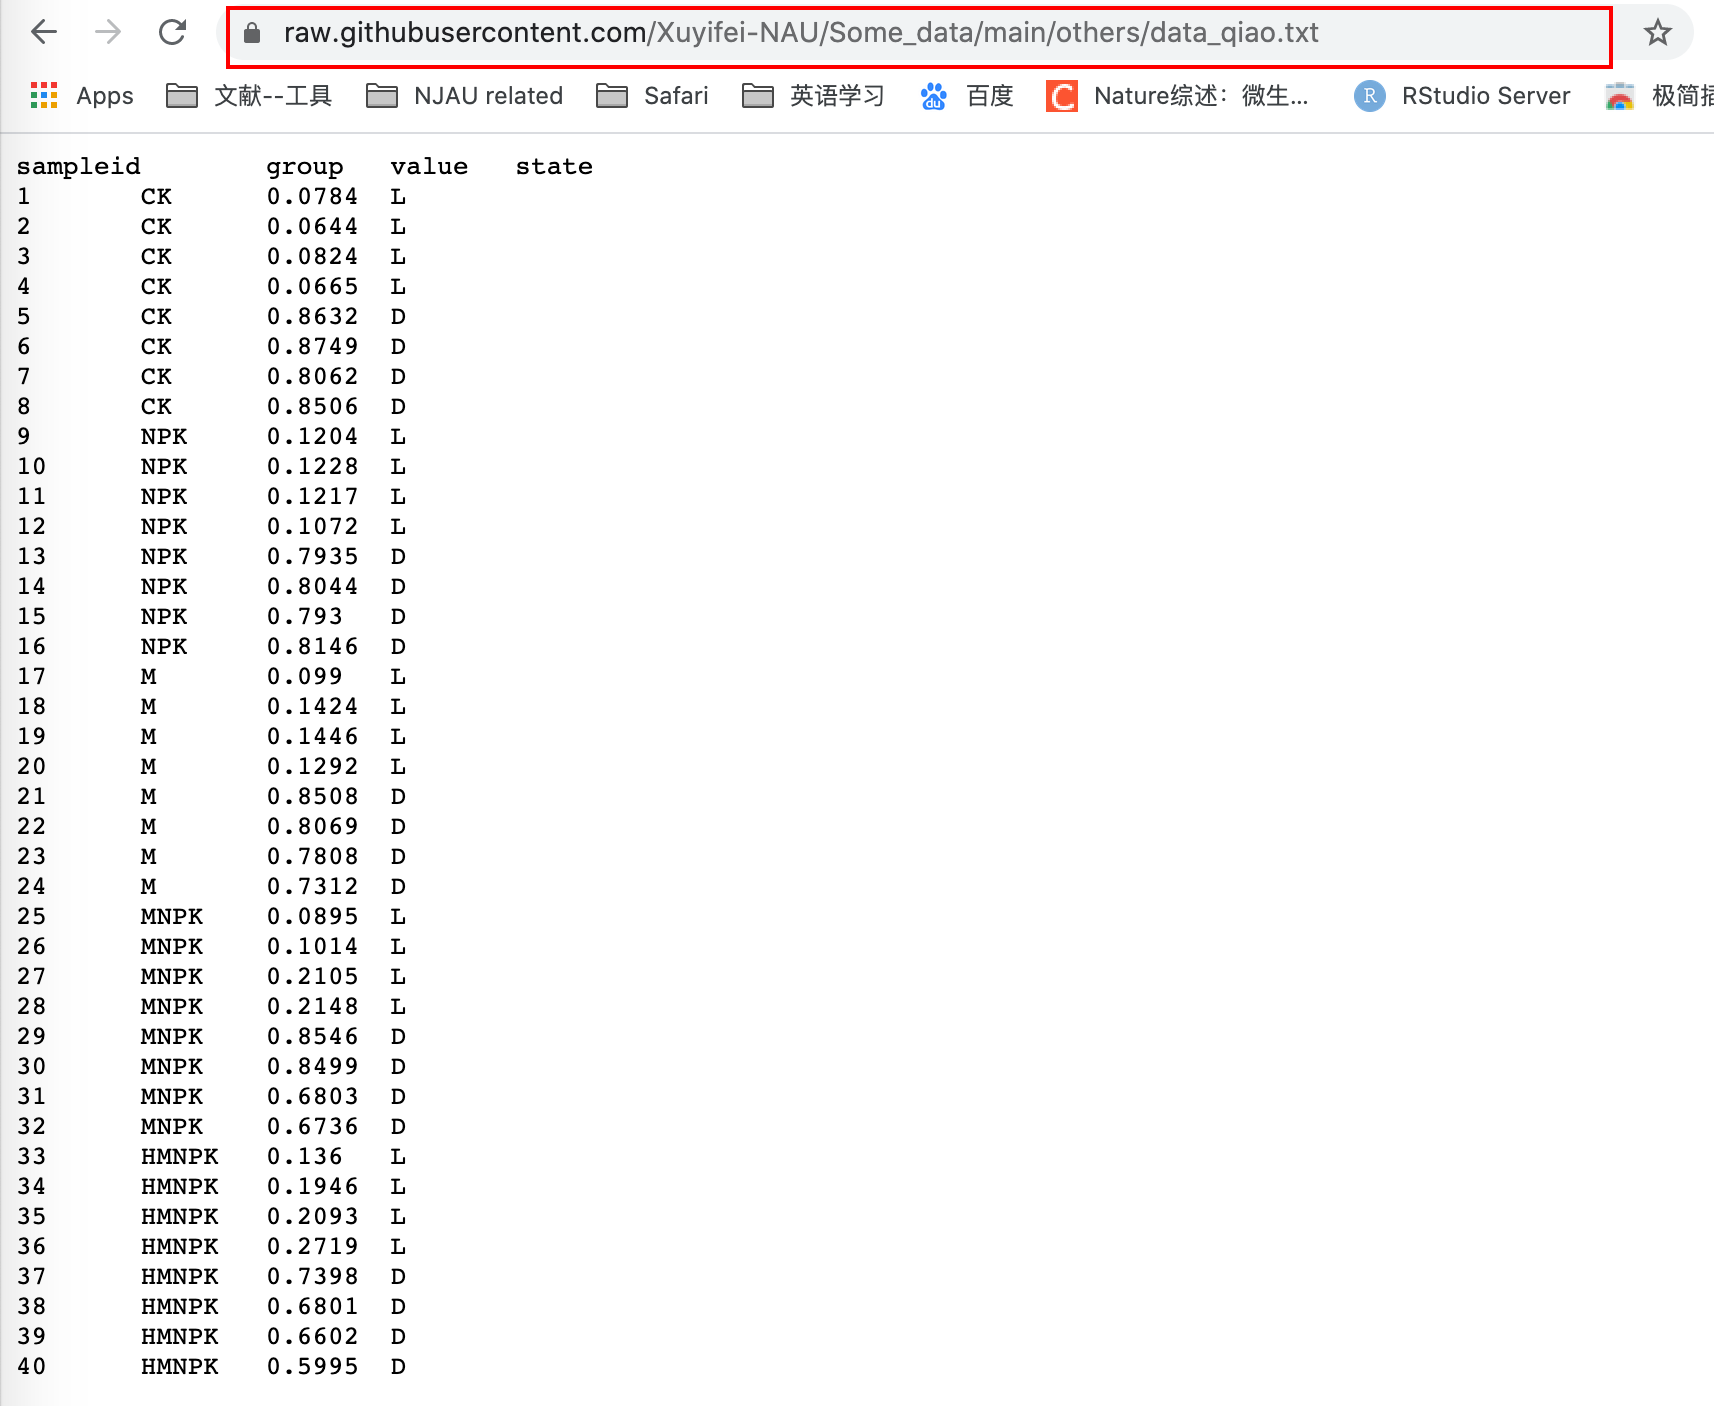 raw.githubusercontent.com/Xuyifei-NAU/Some_data/main/others/data_qiao.txt
Apps 文献--工具 NJAU related Safari 英语学习 du 百度 C Nature综述：微生... R RStudio Server 极简插
sampleid group value state
1 CK 0.0784 L
2 CK 0.0644 L
3 CK 0.0824 L
4 CK 0.0665 L
5 CK 0.8632 D
6 CK 0.8749 D
7 CK 0.8062 D
8 CK 0.8506 D
9 NPK 0.1204 L
10 NPK 0.1228 L
11 NPK 0.1217 L
12 NPK 0.1072 L
13 NPK 0.7935 D
14 NPK 0.8044 D
15 NPK 0.793 D
16 NPK 0.8146 D
17 M 0.099 L
18 M 0.1424 L
19 M 0.1446 L
20 M 0.1292 L
21 M 0.8508 D
22 M 0.8069 D
23 M 0.7808 D
24 M 0.7312 D
25 MNPK 0.0895 L
26 MNPK 0.1014 L
27 MNPK 0.2105 L
28 MNPK 0.2148 L
29 MNPK 0.8546 D
30 MNPK 0.8499 D
31 MNPK 0.6803 D
32 MNPK 0.6736 D
33 HMNPK 0.136 L
34 HMNPK 0.1946 L
35 HMNPK 0.2093 L
36 HMNPK 0.2719 L
37 HMNPK 0.7398 D
38 HMNPK 0.6801 D
39 HMNPK 0.6602 D
40 HMNPK 0.5995 D